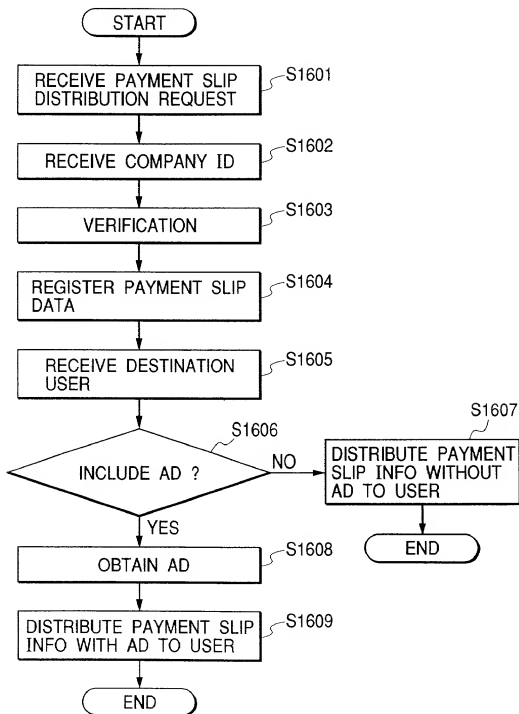 START
RECEIVE PAYMENT SLIP
DISTRIBUTION REQUEST
S1601
RECEIVE COMPANY ID
S1602
VERIFICATION
S1603
REGISTER PAYMENT SLIP
DATA
S1604
RECEIVE DESTINATION
USER
S1605
INCLUDE AD ?
S1606
NO
DISTRIBUTE PAYMENT
SLIP INFO WITHOUT
AD TO USER
S1607
END
YES
OBTAIN AD
S1608
DISTRIBUTE PAYMENT SLIP
INFO WITH AD TO USER
S1609
END